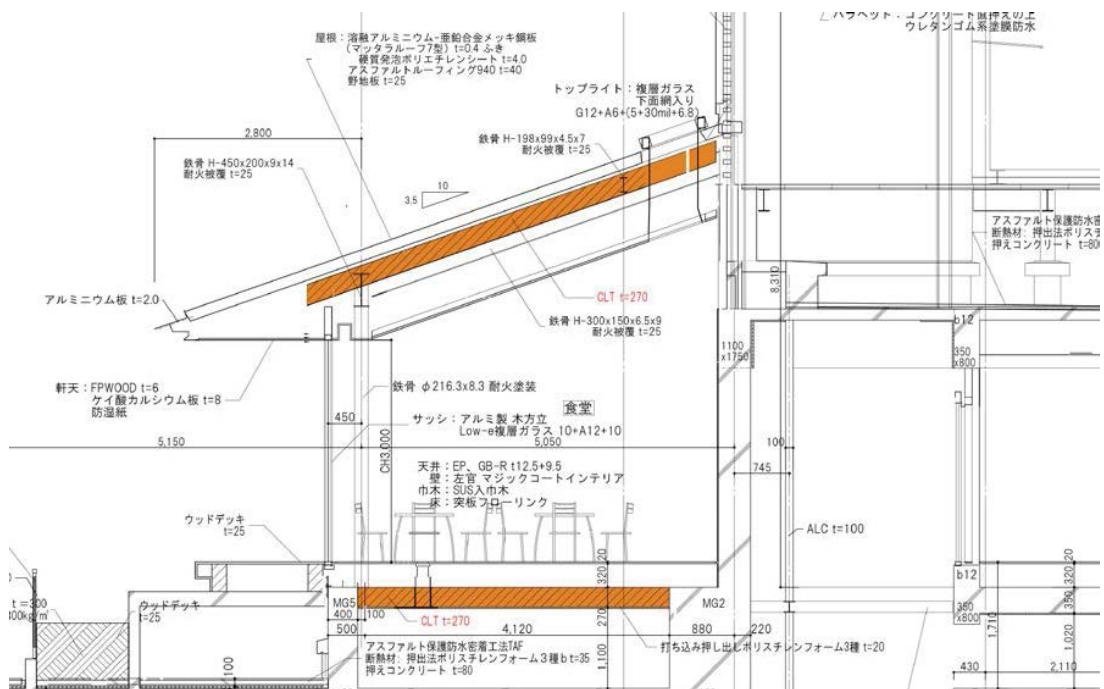 パラペット：コンクリート直押えの上
ウレタンゴム系塗膜防水
屋根：溶融アルミニウム-亜鉛合金メッキ鋼板
(マッタラルーフ7型) t=0.4 ふき
硬質発泡ポリエチレンシート t=4.0
アスファルトルーフィング940 t=40
野地板 t=25
トップライト：複層ガラス
下面網入り
G12+A6+(5+30mil+6.8)
2,800
鉄骨 H-198x99x4.5x7
耐火被覆 t=25
鉄骨 H-450x200x9x14
耐火被覆 t=25
10
3.5
アスファルト保護防水密
断熱材：押出法ポリスチ
押えコンクリート t=80
8,310
アルミニウム板 t=2.0
CLT t=270
鉄骨 H-300x150x6.5x9
耐火被覆 t=25
b12
1100
x1750
350
x800
軒天：FPWOOD t=6
ケイ酸カルシウム板 t=8
防湿紙
鉄骨 φ216.3x8.3 耐火塗装
食堂
450
サッシ：アルミ製 木方立
Low-e複層ガラス 10+A12+10
5,150
5,050
100
CH3,000
745
天井：EP、GB-R t12.5+9.5
壁：左官 マジックコートインテリア
巾木：SUS入巾木
床：突板フローリング
ウッドデッキ
t=25
ALC t=100
320 20
b12
320 20
t=300
00kg/㎡
ウッドデッキ
t=25
MG5
400
100
CLT t=270
270
MG2
350
x800
350
1,710
500
4,120
880
220
アスファルト保護防水密着工法TAF
断熱材：押出法ポリスチレンフォーム3種b t=35
押えコンクリート t=80
打ち込み押し出しポリスチレンフォーム3種 t=20
100
1,100
1,020
430
2,110